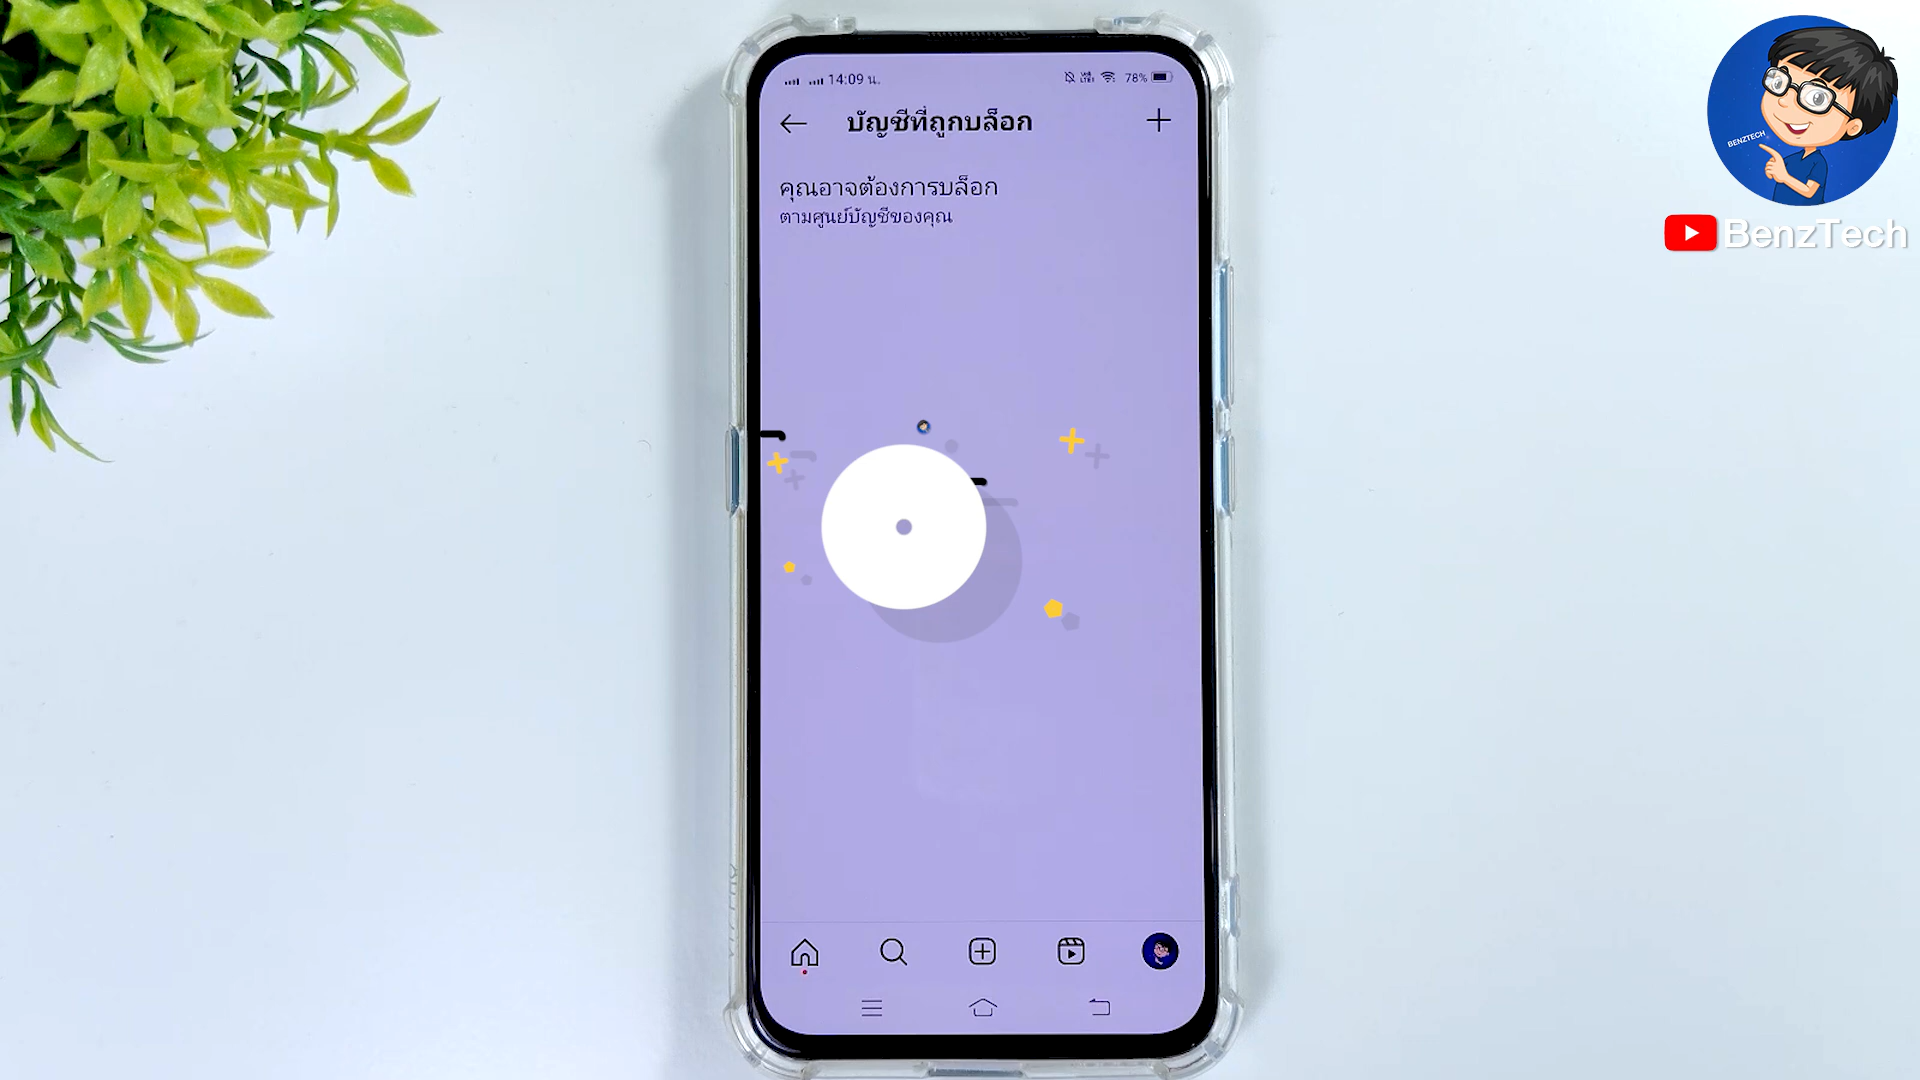 14:09 น.
78%
บัญชีที่ถูกบล็อก
คุณอาจต้องการบล็อก
ตามศูนย์บัญชีของคุณ
BENZTECH
BenzTech